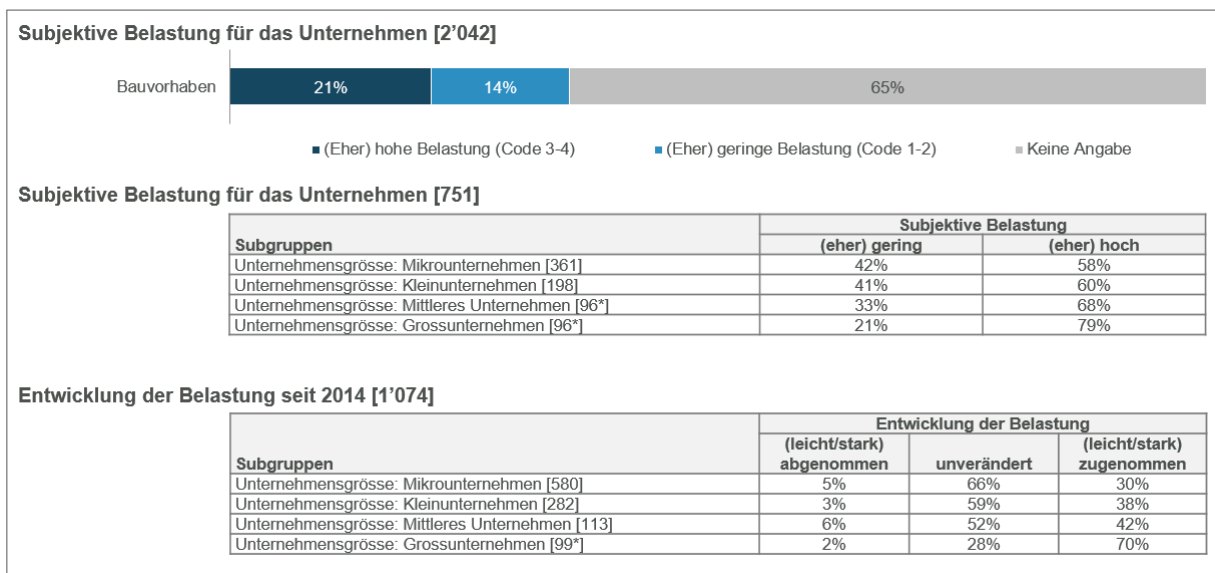 Subjektive Belastung für das Unternehmen [2’042]
Bauvorhaben 21% 14% 65%
(Eher) hohe Belastung (Code 3-4) (Eher) geringe Belastung (Code 1-2) Keine Angabe
Subjektive Belastung für das Unternehmen [751]
Subjektive Belastung
Subgruppen (eher) gering (eher) hoch
Unternehmensgrösse: Mikrounternehmen [361] 42% 58%
Unternehmensgrösse: Kleinunternehmen [198] 41% 60%
Unternehmensgrösse: Mittleres Unternehmen [96*] 33% 68%
Unternehmensgrösse: Grossunternehmen [96*] 21% 79%
Entwicklung der Belastung seit 2014 [1’074]
Entwicklung der Belastung
(leicht/stark) (leicht/stark)
Subgruppen abgenommen unverändert zugenommen
Unternehmensgrösse: Mikrounternehmen [580] 5% 66% 30%
Unternehmensgrösse: Kleinunternehmen [282] 3% 59% 38%
Unternehmensgrösse: Mittleres Unternehmen [113] 6% 52% 42%
Unternehmensgrösse: Grossunternehmen [99*] 2% 28% 70%